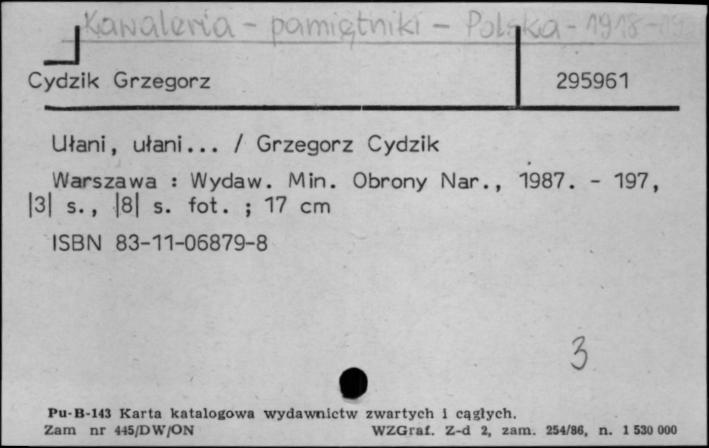 Kawaleria - pamiętniki - Polska - 1918-
Cydzik Grzegorz
295961
Ułani, ułani... / Grzegorz Cydzik
Warszawa : Wydaw. Min. Obrony Nar., 1987. - 197,
|3| s., |8| s. fot. ; 17 cm
ISBN 83-11-06879-8
3
Pu-B-143 Karta katalogowa wydawnictw zwartych i cągłych.
Zam nr 445/DW/ON WZGraf. Z-d 2, zam. 254/86, n. 1 530 000